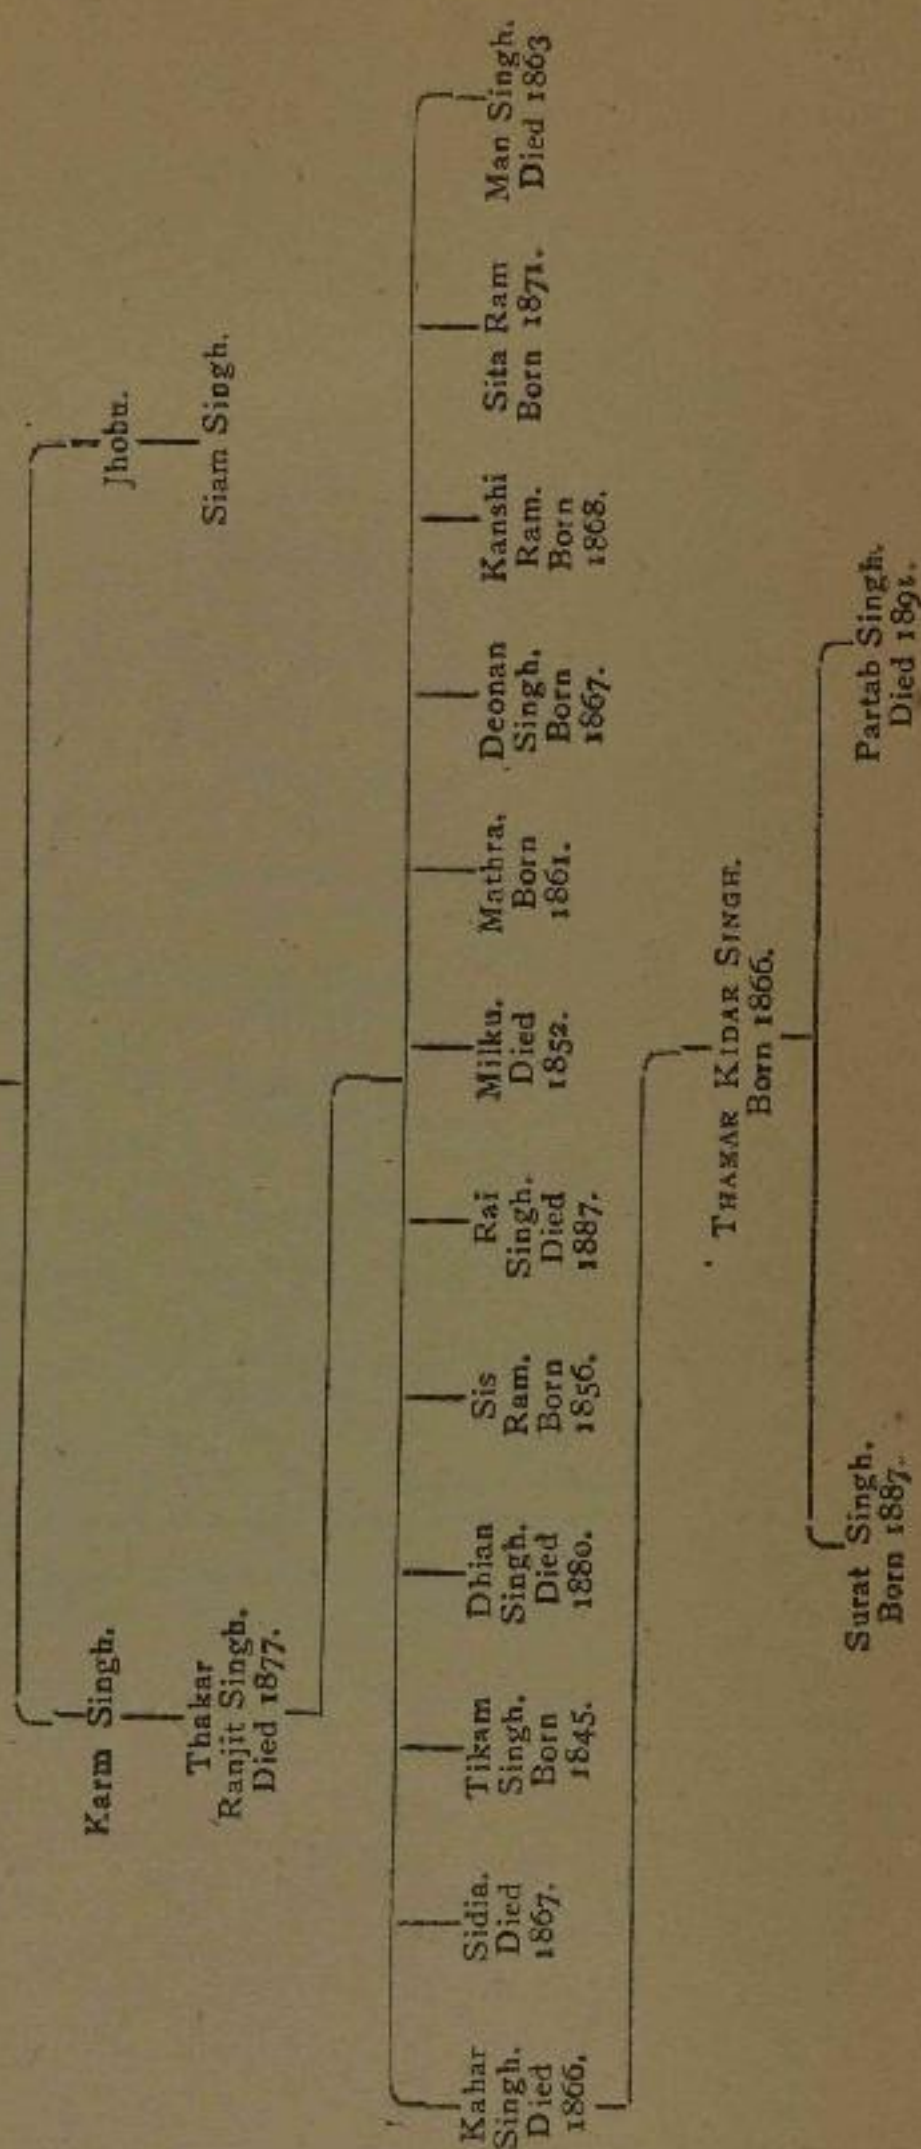 Karm Singh.
Jhobu.
Thakar
Ranjit Singh.
Died 1877.
Siam Singh.
Kahar
Singh.
Died
1866.
Sidia.
Died
1867.
Tikam
Singh.
Born
1845.
Dhian
Singh.
Died
1880.
Sis
Ram.
Born
1856.
Rai
Singh.
Died
1887.
Milku.
Died
1852.
Mathra.
Born
1861.
Deonan
Singh.
Born
1867.
Kanshi
Ram.
Born
1868.
Sita Ram
Born 1871.
Man Singh.
Died 1863
THAKAR KIDAR SINGH.
Born 1866.
Surat Singh.
Born 1887.
Partab Singh.
Died 1891.